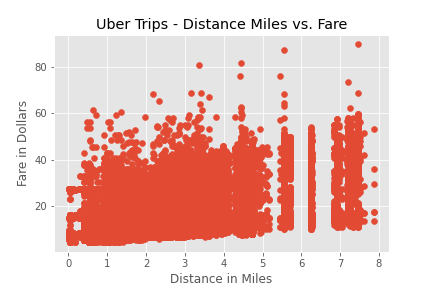 Uber Trips - Distance Miles vs. Fare
Fare in Dollars
80
60
40
20
0 1 2 3 4 5 6 7 8
Distance in Miles